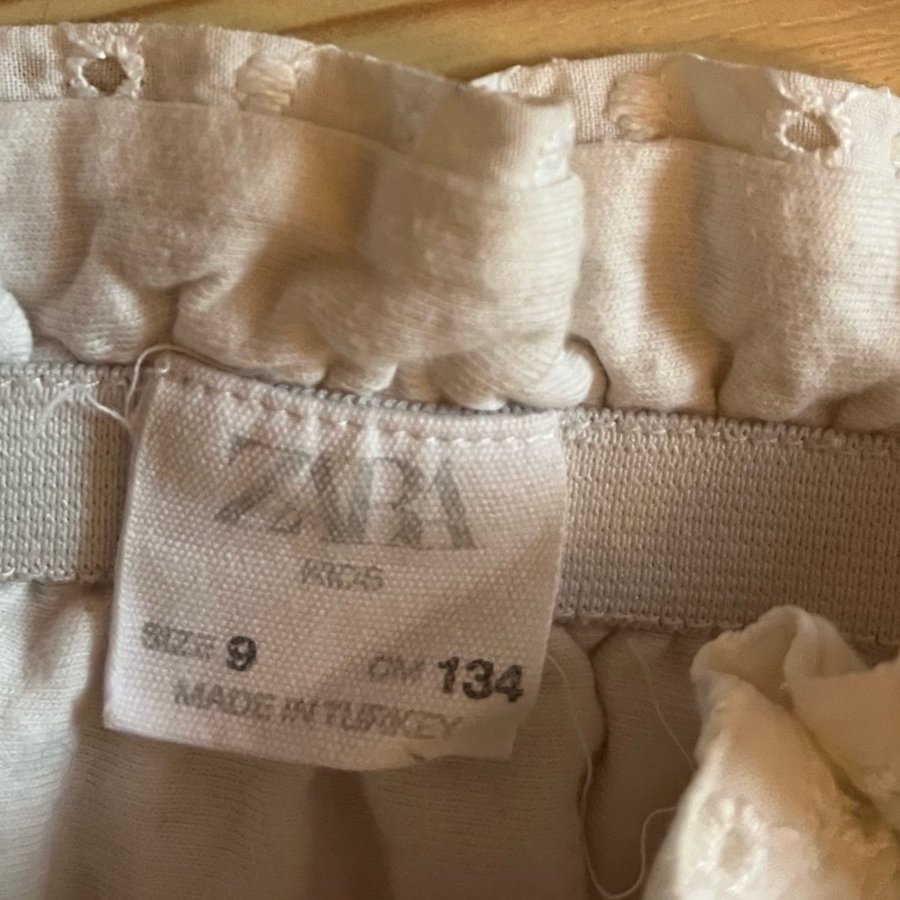 ZARA
KIDS
SIZE 9 CM 134
MADE IN TURKEY